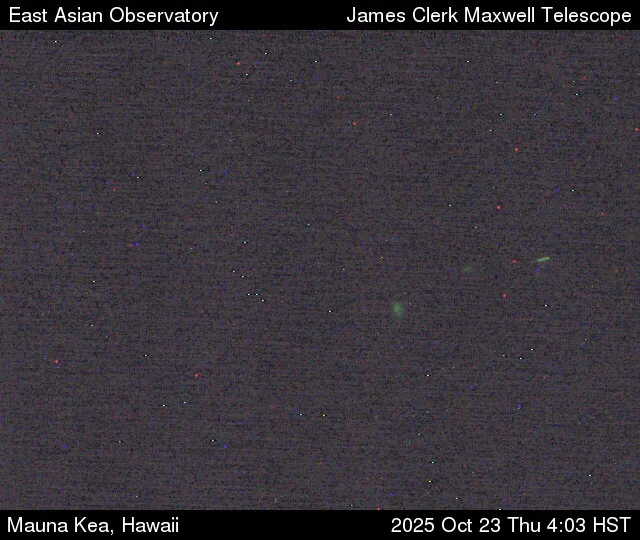 East Asian Observatory
James Clerk Maxwell Telescope
Mauna Kea, Hawaii
2025 Oct 23 Thu 4:03 HST